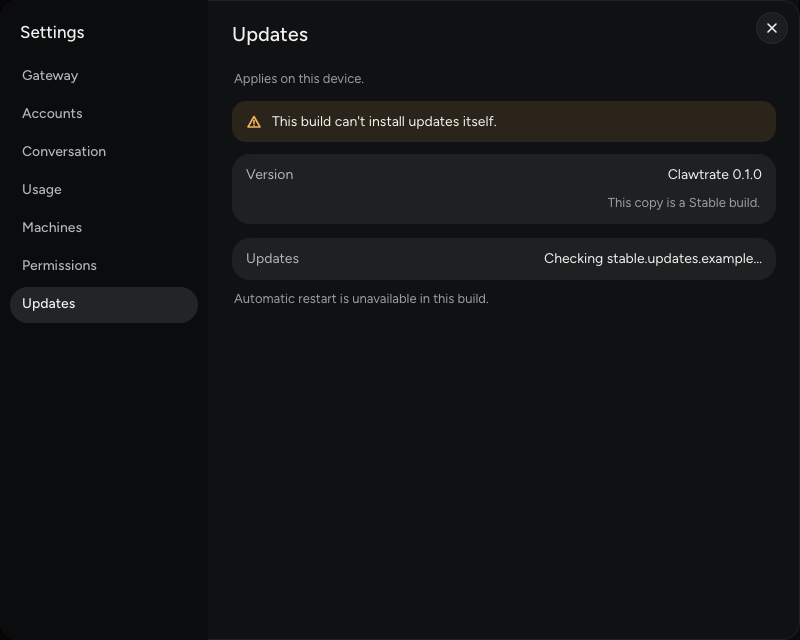 Settings
Gateway
Accounts
Conversation
Usage
Machines
Permissions
Updates
Updates
Applies on this device.
This build can't install updates itself.
Version
Clawtrate 0.1.0
This copy is a Stable build.
Updates
Checking stable.updates.example...
Automatic restart is unavailable in this build.